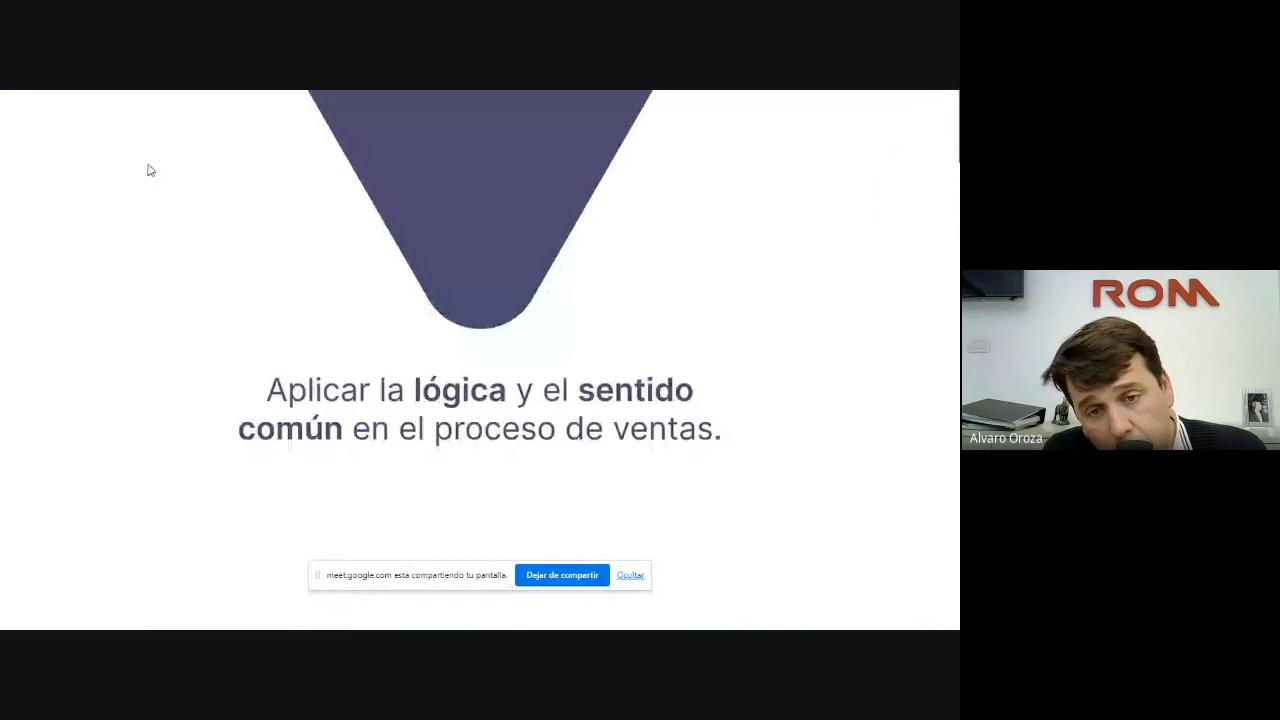 Aplicar la lógica y el sentido
común en el proceso de ventas.
meet.google.com está compartiendo tu pantalla.
Dejar de compartir
Ocultar
ROM
Alvaro Oroza